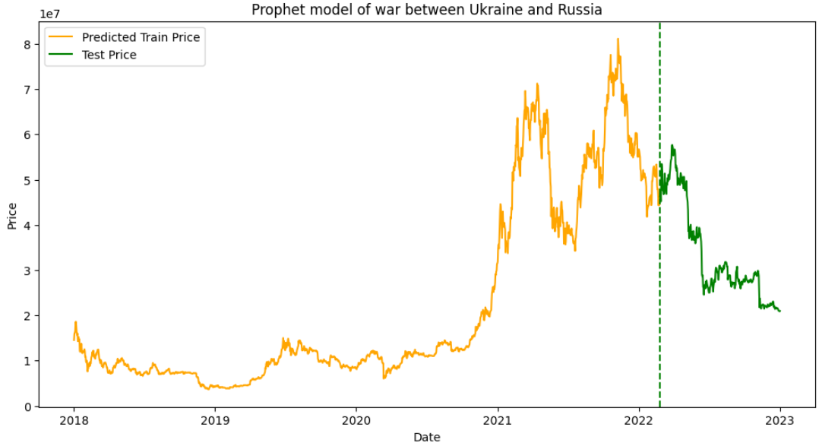 Prophet model of war between Ukraine and Russia
1e7
Predicted Train Price
Test Price
8
7
6
5
4
3
2
1
0
Price
2018 2019 2020 2021 2022 2023
Date